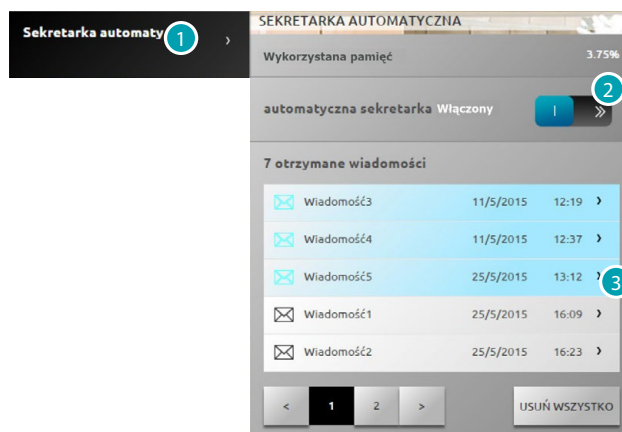 Sekretarka automaty 1 ›
SEKRETARKA AUTOMATYCZNA
Wykorzystana pamięć 3.75%
2
automatyczna sekretarka Włączony I »
7 otrzymane wiadomości
Wiadomość3 11/5/2015 12:19 ›
Wiadomość4 11/5/2015 12:37 ›
Wiadomość5 25/5/2015 13:12 › 3
Wiadomość1 25/5/2015 16:09 ›
Wiadomość2 25/5/2015 16:23 ›
< 1 2 > USUŃ WSZYSTKO